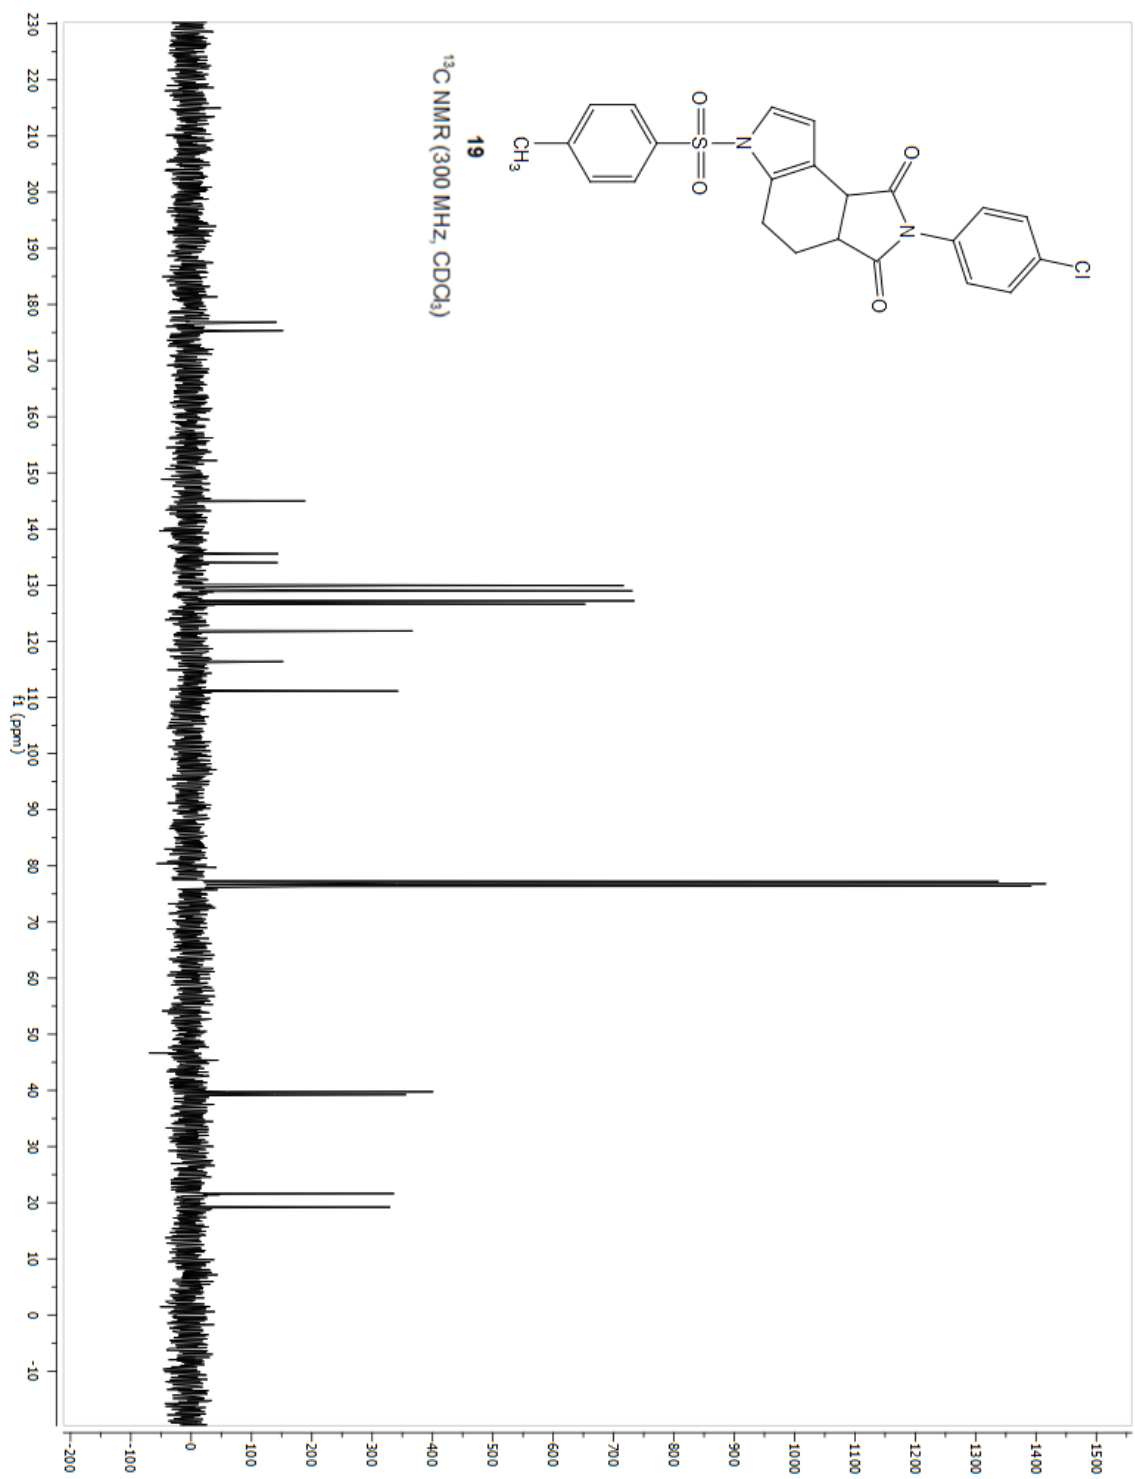 O
Cl
N
O
N
O
S
O
CH₃
19
¹³C NMR (300 MHz, CDCl₃)
230 220 210 200 190 180 170 160 150 140 130 120 110 100 90 80 70 60 50 40 30 20 10 0 -10
f1 (ppm)
1500
1400
1300
1200
1100
1000
900
800
700
600
500
400
300
200
100
0
-100
-200